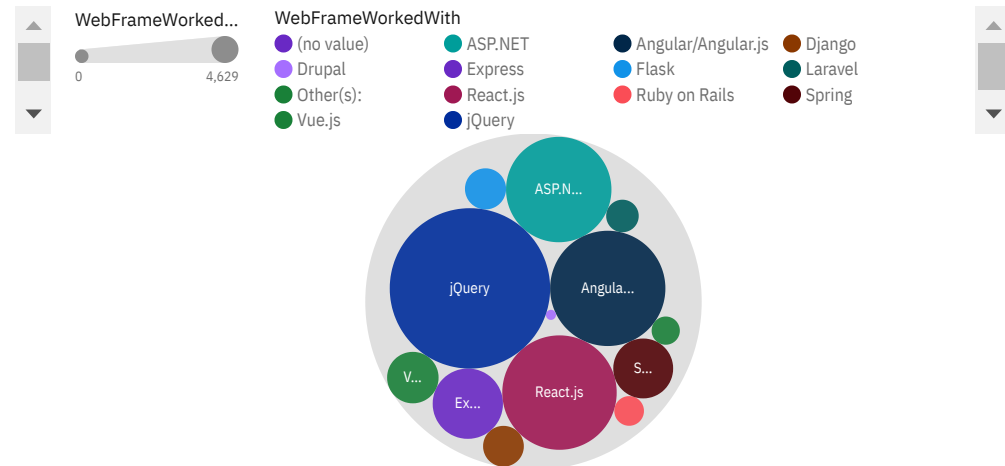 WebFrameWorked...
0 4,629
WebFrameWorkedWith
(no value) ASP.NET Angular/Angular.js Django
Drupal Express Flask Laravel
Other(s): React.js Ruby on Rails Spring
Vue.js jQuery
ASP.N...
jQuery Angula...
S...
V... React.js
Ex...